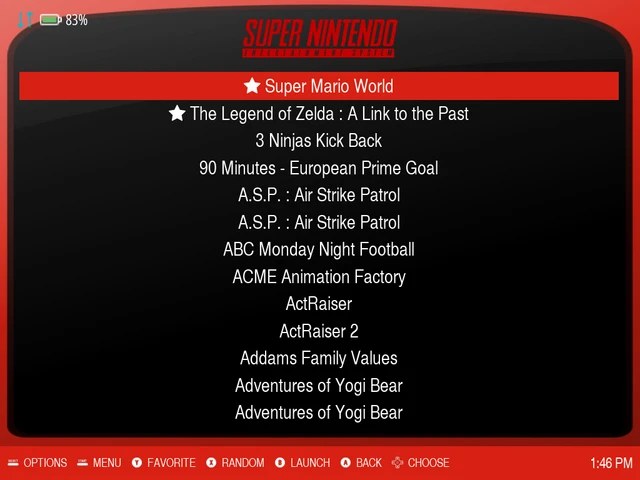 83%
SUPER NINTENDO
ENTERTAINMENT SYSTEM
Super Mario World
The Legend of Zelda : A Link to the Past
3 Ninjas Kick Back
90 Minutes - European Prime Goal
A.S.P. : Air Strike Patrol
A.S.P. : Air Strike Patrol
ABC Monday Night Football
ACME Animation Factory
ActRaiser
ActRaiser 2
Addams Family Values
Adventures of Yogi Bear
Adventures of Yogi Bear
OPTIONS MENU Y FAVORITE X RANDOM B LAUNCH A BACK CHOOSE 1:46 PM